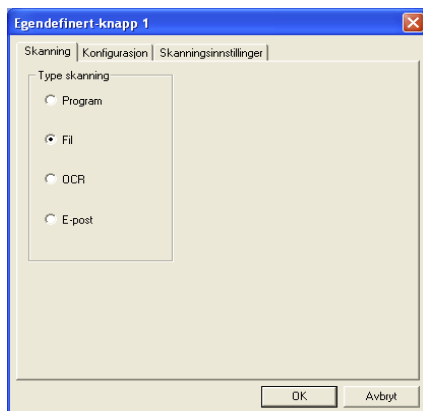 Egendefinert-knapp 1
Skanning Konfigurasjon Skanningsinnstillinger
Type skanning
Program
Fil
OCR
E-post
OK Avbryt